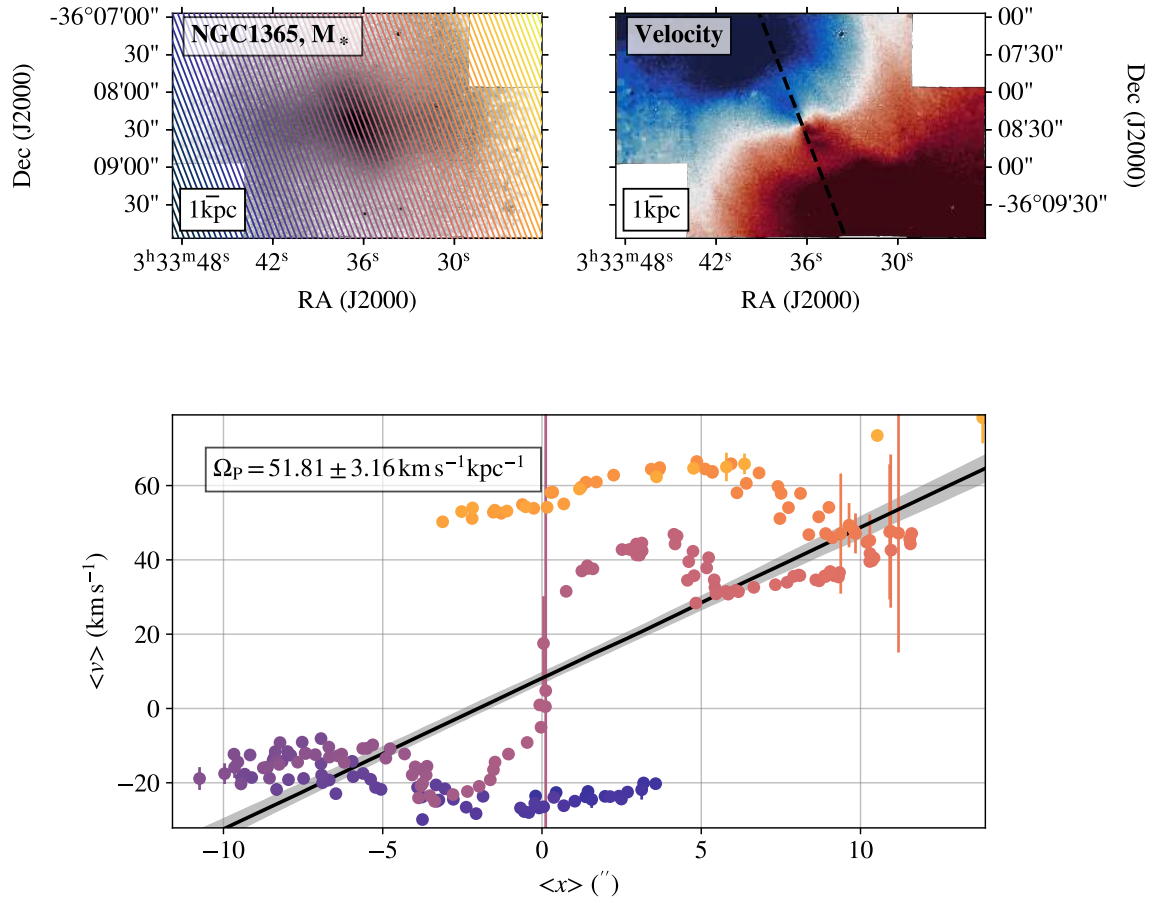 NGC1365, M*
Velocity
-36°07'00"
30"
08'00"
30"
09'00"
30"
Dec (J2000)
1kpc
3ʰ33ᵐ48ˢ
42ˢ
36ˢ
30ˢ
RA (J2000)
00"
07'30"
00"
08'30"
00"
-36°09'30"
Dec (J2000)
1kpc
3ʰ33ᵐ48ˢ
42ˢ
36ˢ
30ˢ
RA (J2000)
Ω_P = 51.81 ± 3.16 km s⁻¹kpc⁻¹
60
40
20
0
−20
<v> (km s⁻¹)
−10
−5
0
5
10
<x> (″)